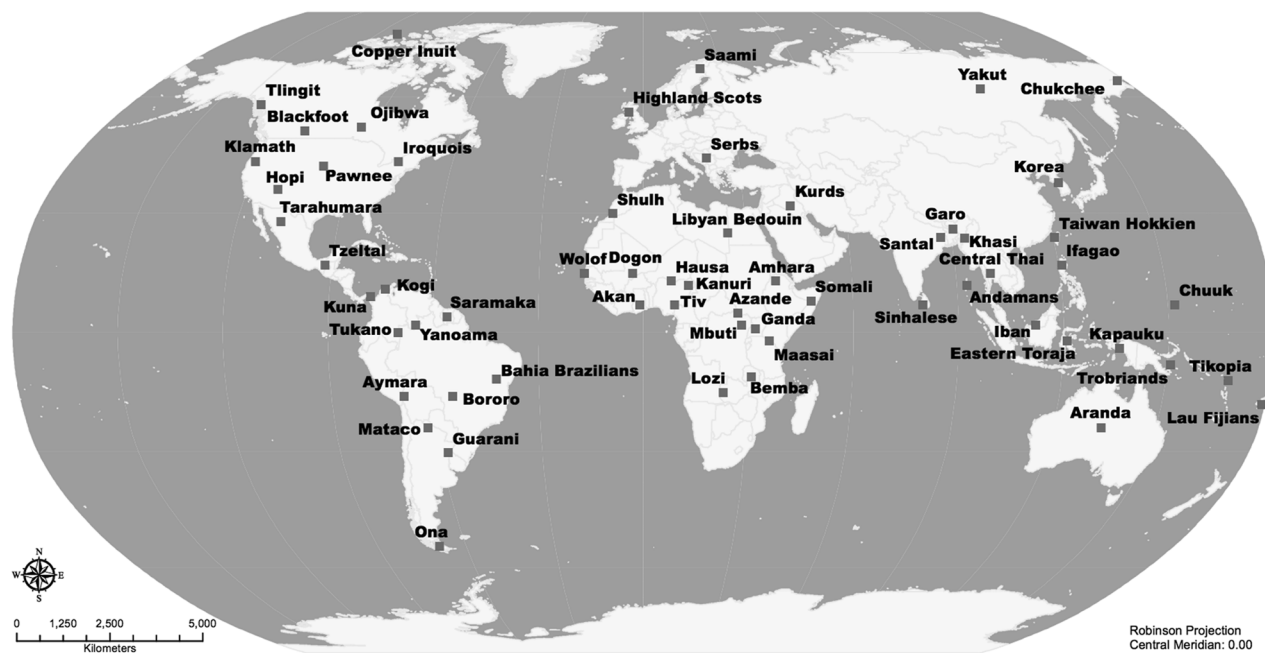 Copper Inuit
Saami
Yakut
Chukchee
Tlingit
Highland Scots
Blackfoot
Ojibwa
Klamath
Iroquois
Serbs
Korea
Hopi
Pawnee
Kurds
Tarahumara
Shulh
Libyan Bedouin
Garo
Taiwan Hokkien
Santal
Khasi
Tzeltal
Ifagao
Wolof
Dogon
Central Thai
Hausa
Amhara
Kogi
Kanuri
Somali
Kuna
Saramaka
Akan
Tiv
Azande
Andamans
Chuuk
Sinhalese
Tukano
Yanoama
Mbuti
Ganda
Iban
Kapauku
Maasai
Eastern Toraja
Bahia Brazilians
Tikopia
Aymara
Lozi
Bemba
Trobriands
Bororo
Aranda
Lau Fijians
Mataco
Guarani
Ona
N
W
E
S
0 1,250 2,500 5,000
Kilometers
Robinson Projection
Central Meridian: 0.00